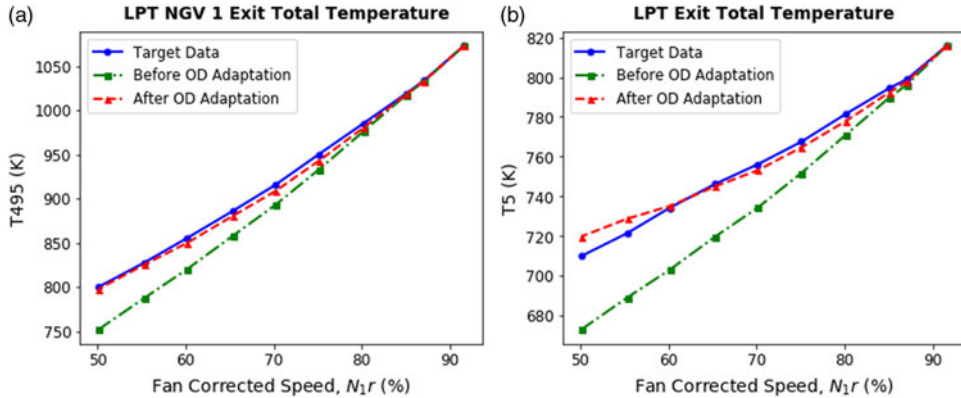 (a)
LPT NGV 1 Exit Total Temperature
Target Data
Before OD Adaptation
After OD Adaptation
T495 (K)
1050
1000
950
900
850
800
750
50 60 70 80 90
Fan Corrected Speed, N₁r (%)
(b)
LPT Exit Total Temperature
Target Data
Before OD Adaptation
After OD Adaptation
T5 (K)
820
800
780
760
740
720
700
680
50 60 70 80 90
Fan Corrected Speed, N₁r (%)